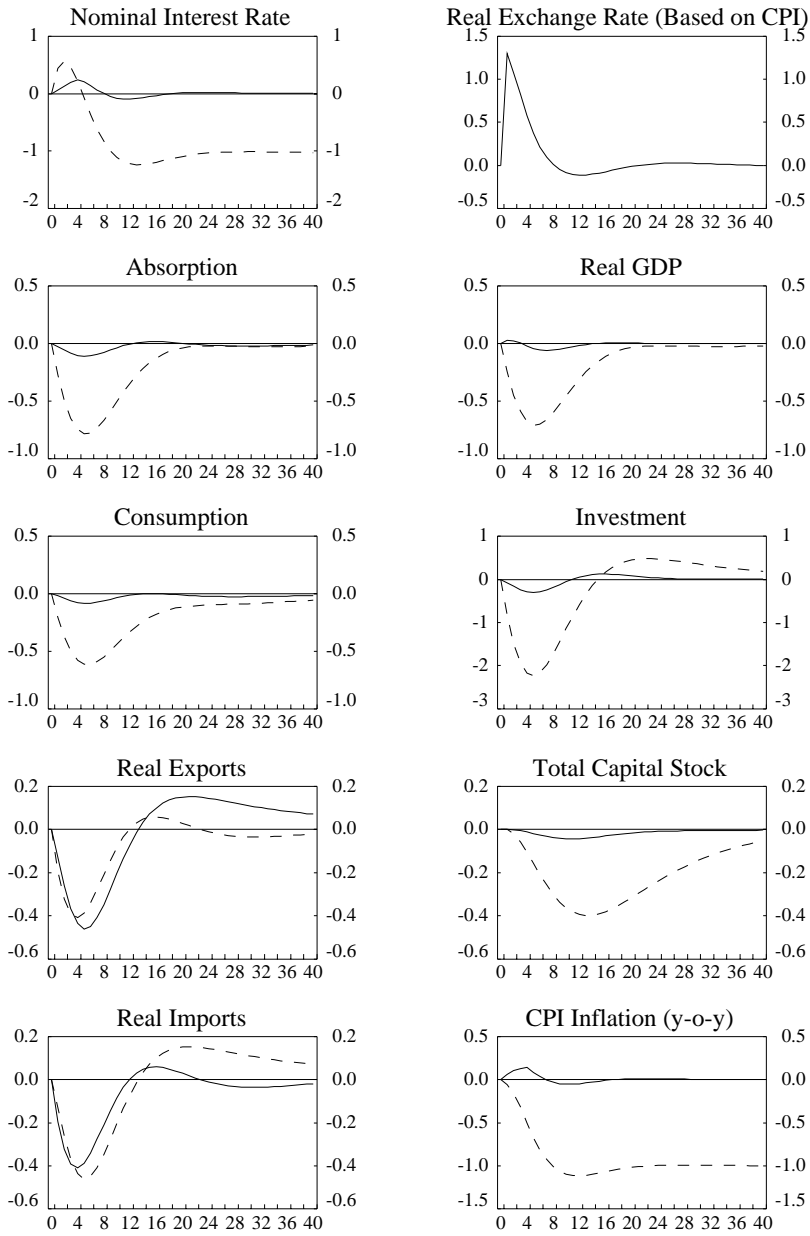 Nominal Interest Rate
1 1
0 0
-1 -1
-2 -2
0 4 8 12 16 20 24 28 32 36 40
Real Exchange Rate (Based on CPI)
1.5 1.5
1.0 1.0
0.5 0.5
0.0 0.0
-0.5 -0.5
0 4 8 12 16 20 24 28 32 36 40
Absorption
0.5 0.5
0.0 0.0
-0.5 -0.5
-1.0 -1.0
0 4 8 12 16 20 24 28 32 36 40
Real GDP
0.5 0.5
0.0 0.0
-0.5 -0.5
-1.0 -1.0
0 4 8 12 16 20 24 28 32 36 40
Consumption
0.5 0.5
0.0 0.0
-0.5 -0.5
-1.0 -1.0
0 4 8 12 16 20 24 28 32 36 40
Investment
1 1
0 0
-1 -1
-2 -2
-3 -3
0 4 8 12 16 20 24 28 32 36 40
Real Exports
0.2 0.2
0.0 0.0
-0.2 -0.2
-0.4 -0.4
-0.6 -0.6
0 4 8 12 16 20 24 28 32 36 40
Total Capital Stock
0.2 0.2
0.0 0.0
-0.2 -0.2
-0.4 -0.4
-0.6 -0.6
0 4 8 12 16 20 24 28 32 36 40
Real Imports
0.2 0.2
0.0 0.0
-0.2 -0.2
-0.4 -0.4
-0.6 -0.6
0 4 8 12 16 20 24 28 32 36 40
CPI Inflation (y-o-y)
0.5 0.5
0.0 0.0
-0.5 -0.5
-1.0 -1.0
-1.5 -1.5
0 4 8 12 16 20 24 28 32 36 40